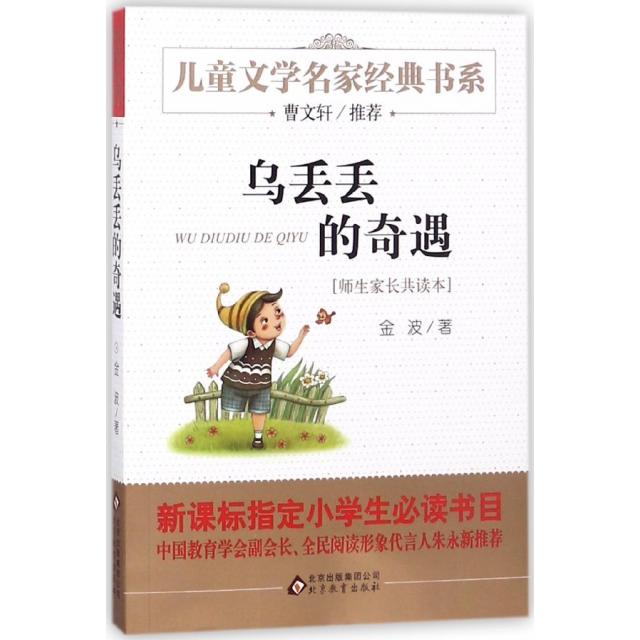 儿童文学名家经典书系
曹文轩/推荐
乌丢丢
WU DIUDIU DE QIYU
的奇遇
[师生家长共读本]
金 波/著
新课标指定小学生必读书目
中国教育学会副会长、全民阅读形象代言人朱永新推荐
北京出版集团公司
北京教育出版社
乌丢丢的奇遇
金 波/著